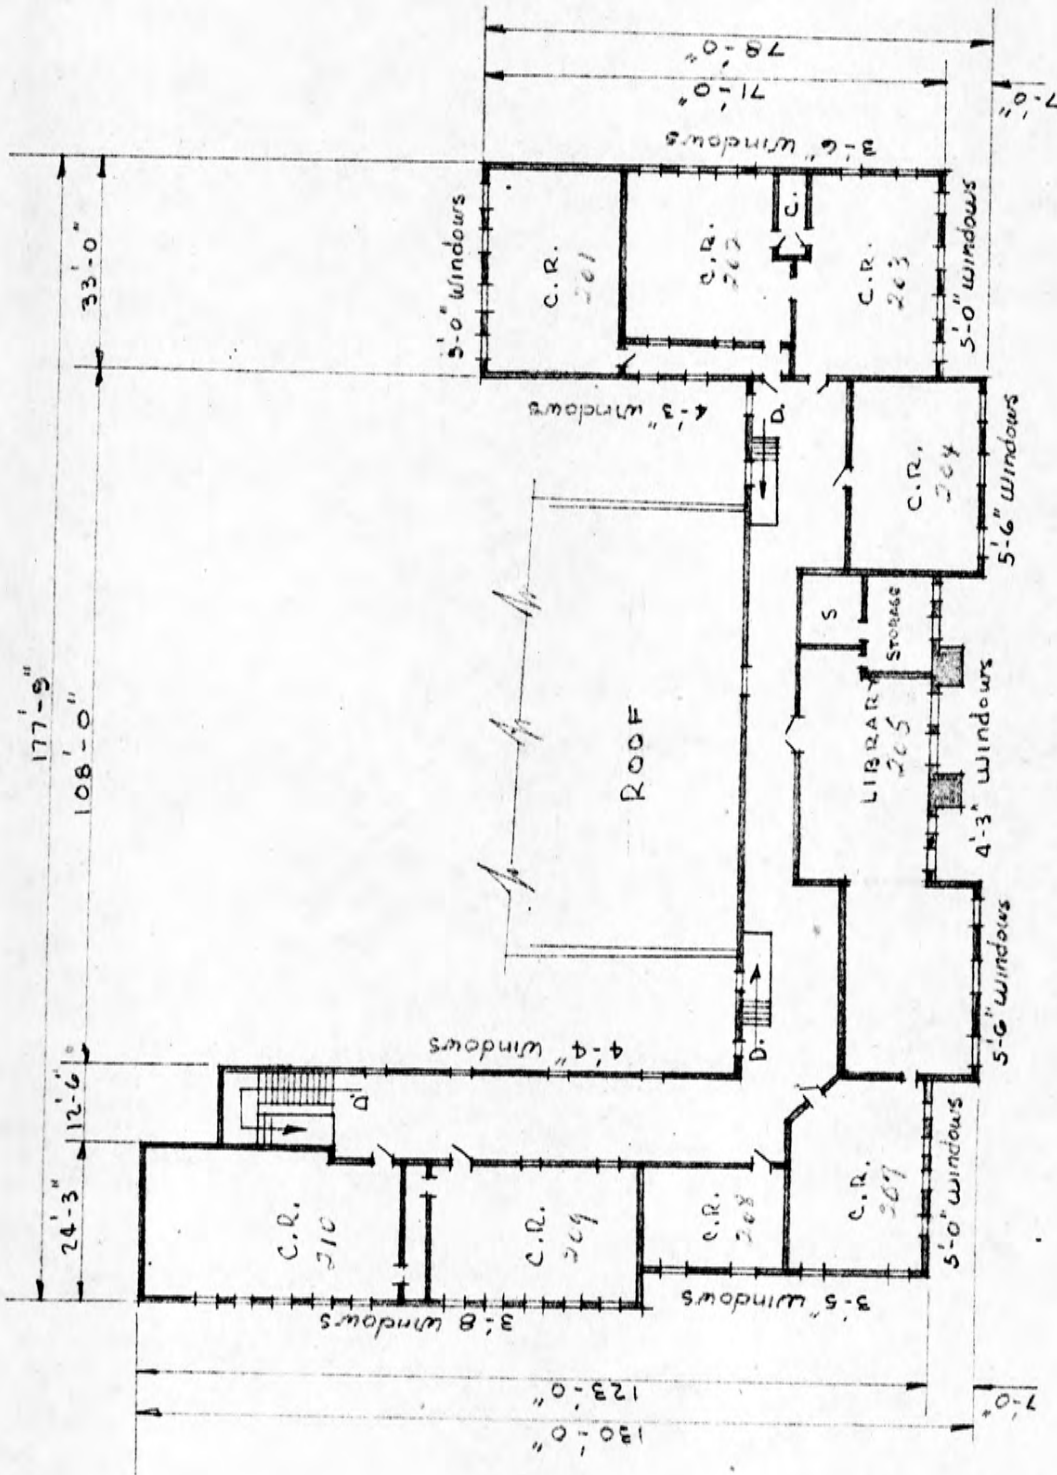 177'-9"
24'-3"
12'-6"
108'-0"
33'-0"
130'-0"
123'-0"
7'-0"
78'-0"
71'-0"
7'-0"
3'-8 windows
3'-5" windows
4'-4" windows
4'-3" windows
3'-6" windows
5'-0" windows
C.R.
210
C.R.
209
C.R.
208
C.R.
207
D.
D.
D.
ROOF
C.R.
201
C.R.
202
C.
C.R.
203
C.R.
204
S
STORAGE
LIBRARY
205
5'-0" windows
5'-6" windows
4'-3" windows
5'-6" windows
5'-0" windows